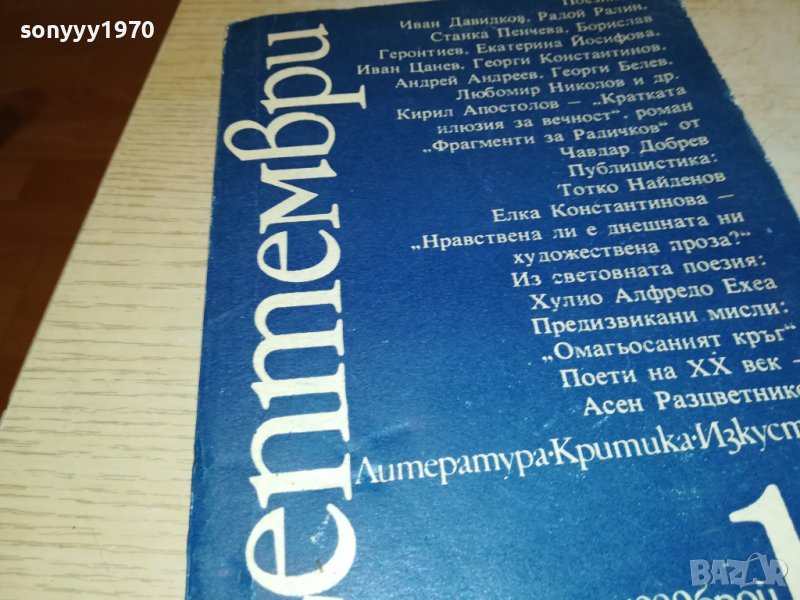 sonyyy1970
Иван Давидков, Радой Ралин,
Станка Пенчева, Борислав
Геронтиев, Екатерина Йосифова,
Иван Цанев, Георги Константинов,
Андрей Андреев, Георги Белев,
Любомир Николов и др.
Кирил Апостолов – „Кратката
илюзия за вечност“, роман
„Фрагменти за Радичков“ от
Чавдар Добрев
Публицистика:
Тотко Найденов
Елка Константинова –
„Нравствена ли е днешната ни
художествена проза?“
Из световната поезия:
Хулио Алфредо Ехеа
Предизвикани мисли:
„Омагьосаният кръг“
Поети на XX век –
Асен Разцветнико
ептември
Литература·Критика·Изкуст
1
BAZAR
bazar.bg